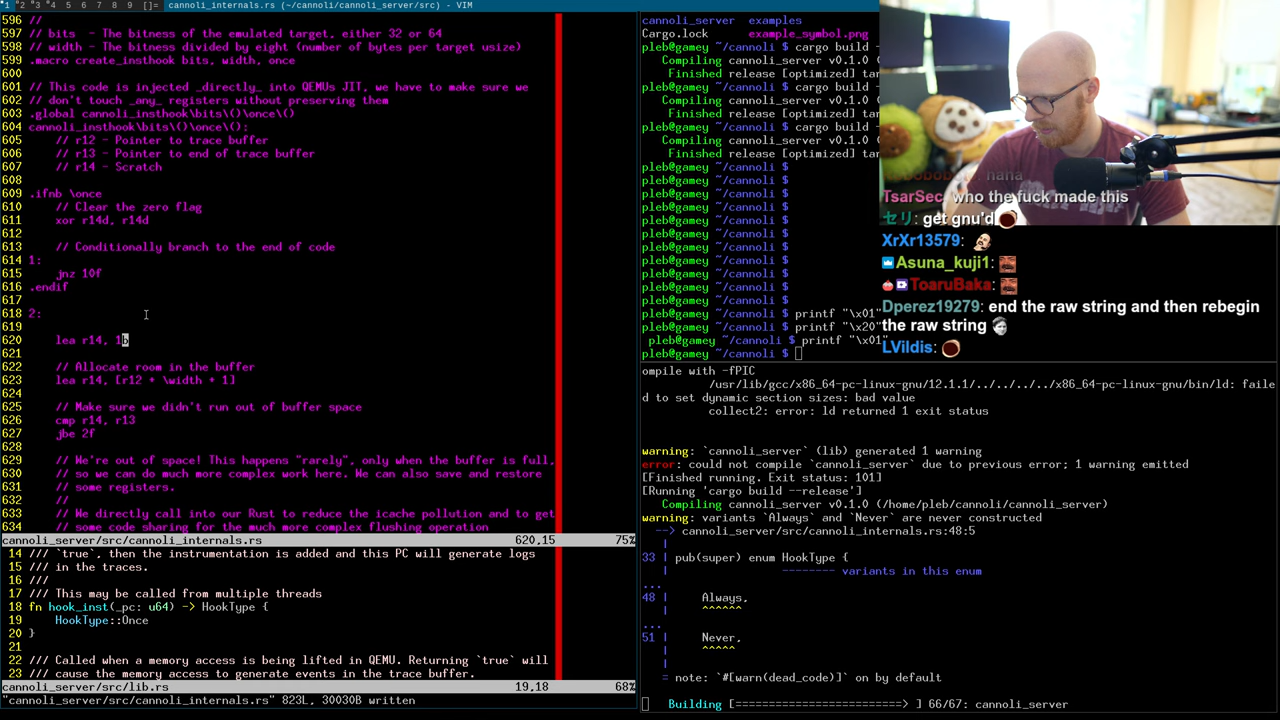 1 2 3 4 5 6 7 8 9 []= cannoli_internals.rs (~/cannoli/cannoli_server/src) - VIM
596 //
597 // bits  - The bitness of the emulated target, either 32 or 64
598 // width - The bitness divided by eight (number of bytes per target usize)
599 .macro create_insthook bits, width, once
600
601 // This code is injected _directly_ into QEMUs JIT, we have to make sure we
602 // don't touch _any_ registers without preserving them
603 .global cannoli_insthook\bits\()\once\()
604 cannoli_insthook\bits\()\once\():
605     // r12 - Pointer to trace buffer
606     // r13 - Pointer to end of trace buffer
607     // r14 - Scratch
608
609 .ifnb \once
610     // Clear the zero flag
611     xor r14d, r14d
612
613     // Conditionally branch to the end of code
614 1:
615     jnz 10f
616 .endif
617
618 2:
619
620     lea r14, 1b
621
622     // Allocate room in the buffer
623     lea r14, [r12 + \width + 1]
624
625     // Make sure we didn't run out of buffer space
626     cmp r14, r13
627     jbe 2f
628
629     // We're out of space! This happens "rarely", only when the buffer is full,
630     // so we can do much more complex work here. We can also save and restore
631     // some registers.
632     //
633     // We directly call into our Rust to reduce the icache pollution and to get
634     // some code sharing for the much more complex flushing operation
cannoli_server/src/cannoli_internals.rs 620,15 75%
14 /// `true`, then the instrumentation is added and this PC will generate logs
15 /// in the traces.
16 ///
17 /// This may be called from multiple threads
18 fn hook_inst(_pc: u64) -> HookType {
19     HookType::Once
20 }
21
22 /// Called when a memory access is being lifted in QEMU. Returning `true` will
23 /// cause the memory access to generate events in the trace buffer.
cannoli_server/src/lib.rs 19,18 68%
"cannoli_server/src/cannoli_internals.rs" 823L, 30030B written
cannoli_server  examples
Cargo.lock      example_symbol.png
pleb@gamey ~/cannoli $ cargo build -
Compiling cannoli_server v0.1.0 (
Finished release [optimized] tar
pleb@gamey ~/cannoli $ cargo build -
Compiling cannoli_server v0.1.0 (
Finished release [optimized] tar
pleb@gamey ~/cannoli $ cargo build -
Compiling cannoli_server v0.1.0 (
Finished release [optimized] tar
pleb@gamey ~/cannoli $
pleb@gamey ~/cannoli $
pleb@gamey ~/cannoli $
pleb@gamey ~/cannoli $
pleb@gamey ~/cannoli $
pleb@gamey ~/cannoli $
pleb@gamey ~/cannoli $
pleb@gamey ~/cannoli $
pleb@gamey ~/cannoli $
pleb@gamey ~/cannoli $
pleb@gamey ~/cannoli $
pleb@gamey ~/cannoli $ printf "\x01"
pleb@gamey ~/cannoli $ printf "\x20"
pleb@gamey ~/cannoli $ printf "\x01"
pleb@gamey ~/cannoli $
haha
TsarSec, who the fuck made this
セリ: get gnu'd
XrXr13579:
Asuna_kuji1:
ToaruBaka:
Dperez19279: end the raw string and then rebegin
the raw string
LVildis:
ompile with -fPIC
/usr/lib/gcc/x86_64-pc-linux-gnu/12.1.1/../../../../x86_64-pc-linux-gnu/bin/ld: faile
d to set dynamic section sizes: bad value
collect2: error: ld returned 1 exit status
warning: `cannoli_server` (lib) generated 1 warning
error: could not compile `cannoli_server` due to previous error; 1 warning emitted
[Finished running. Exit status: 101]
[Running 'cargo build --release']
Compiling cannoli_server v0.1.0 (/home/pleb/cannoli/cannoli_server)
warning: variants `Always` and `Never` are never constructed
--> cannoli_server/src/cannoli_internals.rs:48:5
|
33 | pub(super) enum HookType {
| -------- variants in this enum
...
48 |     Always,
|     ^^^^^^
...
51 |     Never,
|     ^^^^^
|
= note: `#[warn(dead_code)]` on by default
Building [=========================> ] 66/67: cannoli_server